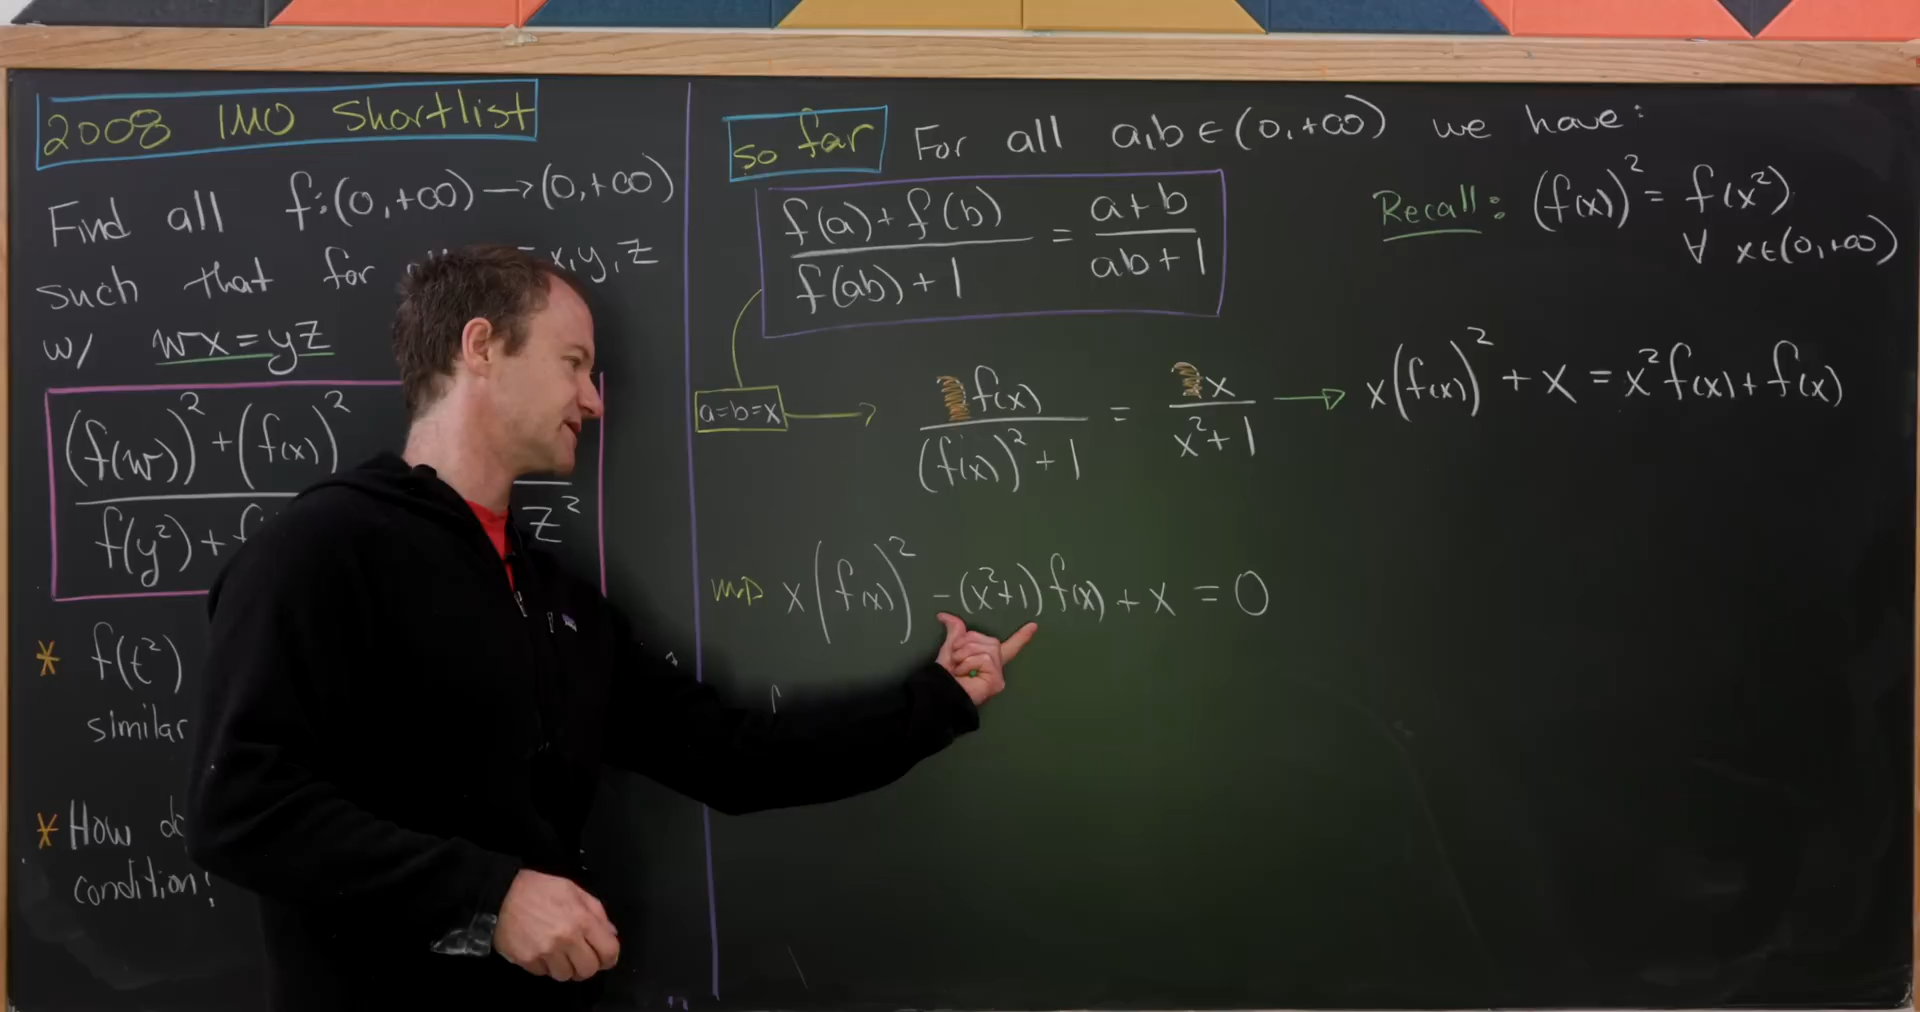 2008 IMO Shortlist
Find all f:(0,+∞)→(0,+∞)
such that for x,y,z
w/ wx=yz
(f(w))²+(f(x))²
f(y²)+f z²
* f(t²)
similar
* How do
condition!
so far For all a,b∈(0,+∞) we have:
(f(a)+f(b))/(f(ab)+1) = (a+b)/(ab+1)
Recall: (f(x))² = f(x²)
∀ x∈(0,+∞)
a=b=x → f(x)/((f(x))²+1) = x/(x²+1) → x(f(x))²+x = x²f(x)+f(x)
x(f(x))² -(x²+1)f(x)+x = 0